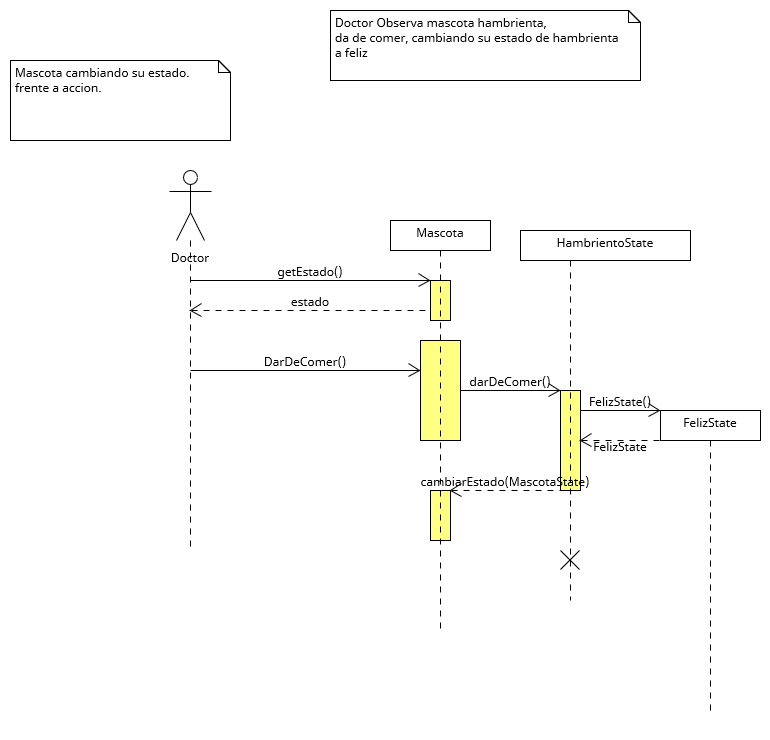 Doctor Observa mascota hambrienta,
da de comer, cambiando su estado de hambrienta
a feliz
Mascota cambiando su estado.
frente a accion.
Doctor
Mascota
HambrientoState
getEstado()
estado
DarDeComer()
darDeComer()
FelizState()
FelizState
FelizState
cambiarEstado(MascotaState)